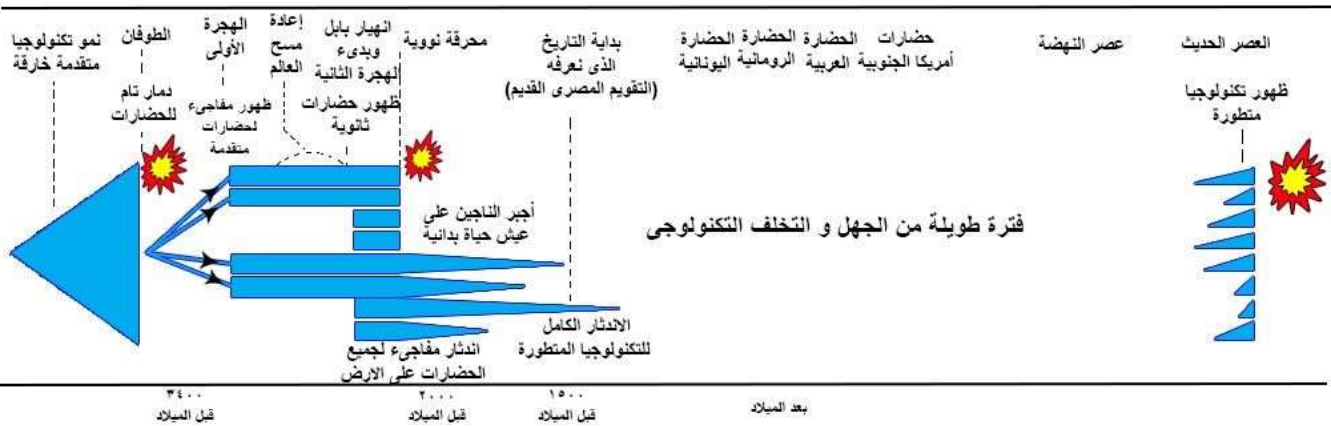 نمو تكنولوجيا
متقدمة خارقة
الطوفان
دمار تام
للحضارات
الهجرة
الأولى
ظهور مفاجىء
لحضارات
متقدمة
إعادة
مسح
العالم
انهيار بابل
وبدىء
الهجرة الثانية
ظهور حضارات
ثانوية
محرقة نووية
أجبر الناجين على
عيش حياة بدائية
اندثار مفاجىء لجميع
الحضارات على الارض
بداية التاريخ
الذى نعرفه
(التقويم المصرى القديم)
الاندثار الكامل
للتكنولوجيا المتطورة
الحضارة
اليونانية
الحضارة
الرومانية
الحضارة
العربية
حضارات
أمريكا الجنوبية
فترة طويلة من الجهل و التخلف التكنولوجى
عصر النهضة
العصر الحديث
ظهور تكنولوجيا
متطورة
٣٤٠٠
قبل الميلاد
٢٠٠٠
قبل الميلاد
١٥٠٠
قبل الميلاد
بعد الميلاد